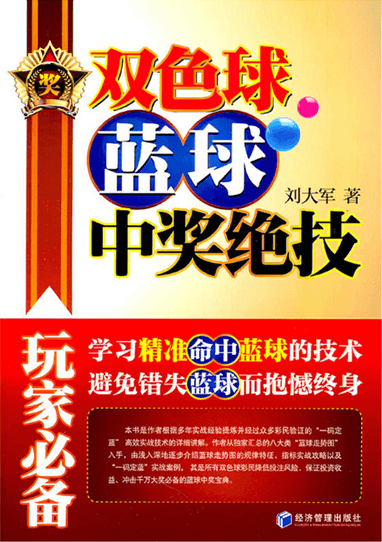 奖
双色球
蓝球
刘大军 著
中奖绝技
玩家必备
学习精准命中蓝球的技术
避免错失蓝球而抱憾终身
本书是作者根据多年实战经验提炼并经过众多彩民验证的“一码定
蓝”高效实战技术的详细讲解。作者从独家汇总的八大类“蓝球走势图”
入手，由浅入深地逐步介绍蓝球走势图的规律特征、指标实战攻略以及
“一码定蓝”实战案例。其是所有双色球彩民降低投注风险、保证投资收
益、冲击千万大奖必备的蓝球中奖宝典。
经济管理出版社